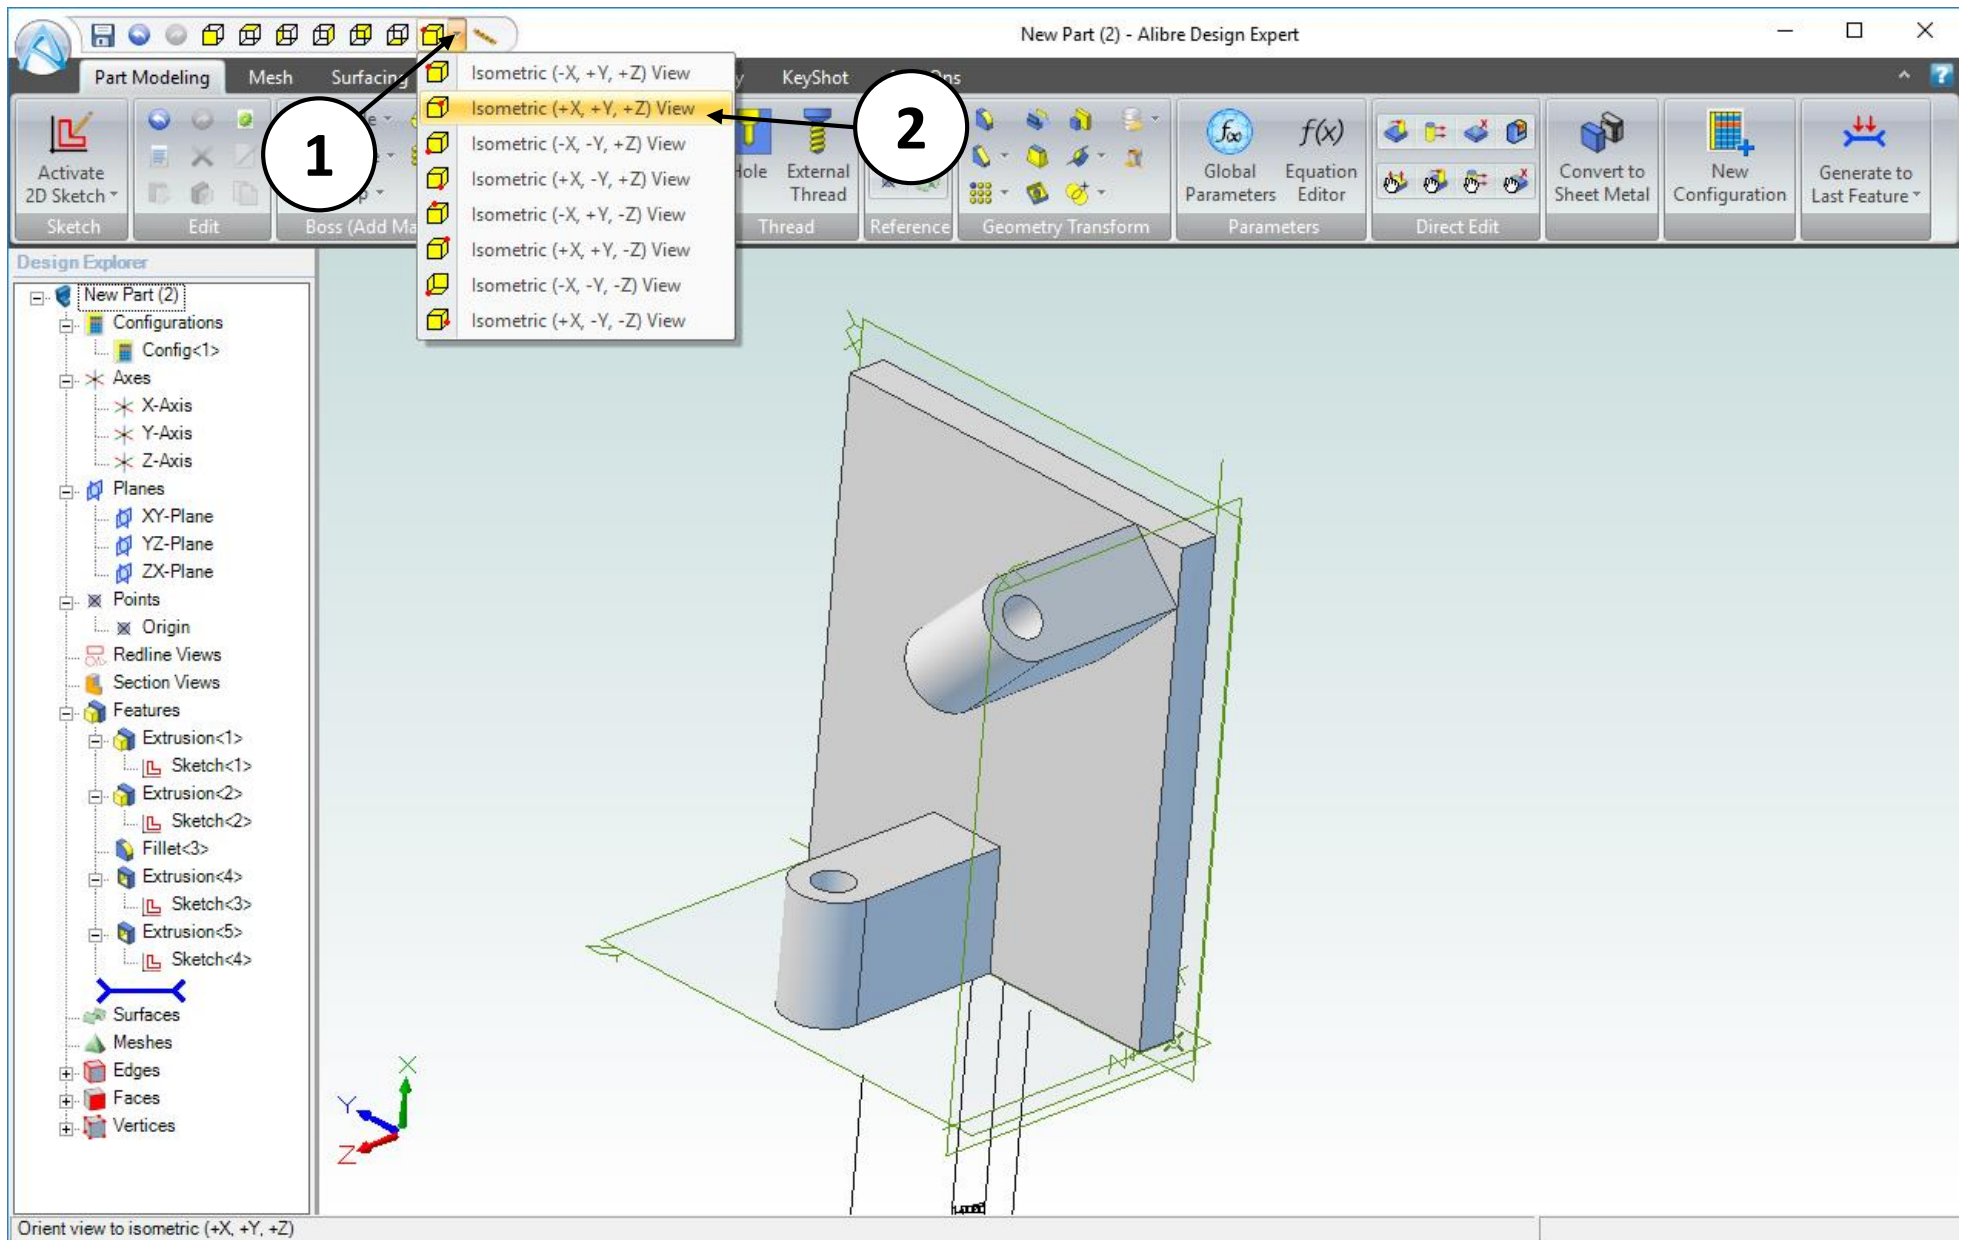 New Part (2) - Alibre Design Expert
Part Modeling
Mesh
Surfacing
KeyShot
Isometric (-X, +Y, +Z) View
Isometric (+X, +Y, +Z) View
Isometric (-X, -Y, +Z) View
Isometric (+X, -Y, +Z) View
Isometric (-X, +Y, -Z) View
Isometric (+X, +Y, -Z) View
Isometric (-X, -Y, -Z) View
Isometric (+X, -Y, -Z) View
1
2
Activate
2D Sketch
Sketch
Edit
Boss (Add Ma
External
Thread
Thread
Reference
Geometry Transform
Global
Parameters
f(x)
Equation
Editor
Parameters
Direct Edit
Convert to
Sheet Metal
New
Configuration
Generate to
Last Feature
Design Explorer
New Part (2)
Configurations
Config<1>
Axes
X-Axis
Y-Axis
Z-Axis
Planes
XY-Plane
YZ-Plane
ZX-Plane
Points
Origin
Redline Views
Section Views
Features
Extrusion<1>
Sketch<1>
Extrusion<2>
Sketch<2>
Fillet<3>
Extrusion<4>
Sketch<3>
Extrusion<5>
Sketch<4>
Surfaces
Meshes
Edges
Faces
Vertices
X
Y
Z
Orient view to isometric (+X, +Y, +Z)